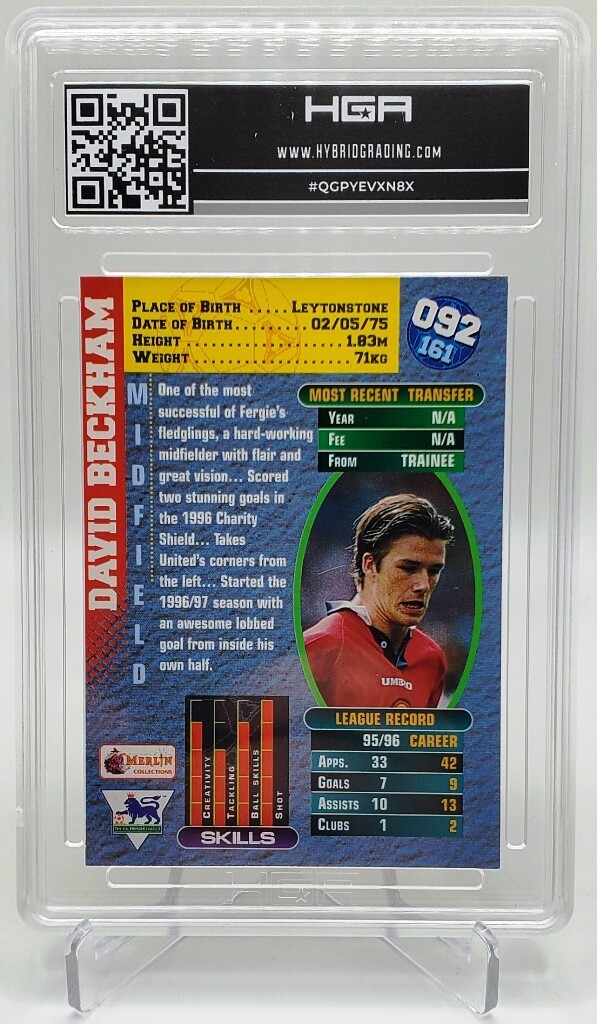 HGA
WWW.HYBRIDGRADING.COM
#QGPYEVXN8X
DAVID BECKHAM
MIDFIELD
PLACE OF BIRTH ..... LEYTONSTONE
DATE OF BIRTH .......... 02/05/75
HEIGHT .................... 1.83M
WEIGHT .................... 71KG
092
161
One of the most
successful of Fergie's
fledglings, a hard-working
midfielder with flair and
great vision... Scored
two stunning goals in
the 1996 Charity
Shield... Takes
United's corners from
the left... Started the
1996/97 season with
an awesome lobbed
goal from inside his
own half.
MOST RECENT TRANSFER
YEAR N/A
FEE N/A
FROM TRAINEE
UMBRO
LEAGUE RECORD
95/96 CAREER
APPS. 33 42
GOALS 7 9
ASSISTS 10 13
CLUBS 1 2
CREATIVITY
TACKLING
BALL SKILLS
SHOT
SKILLS
MERLIN
COLLECTIONS
THE F.A. PREMIER LEAGUE
HGA